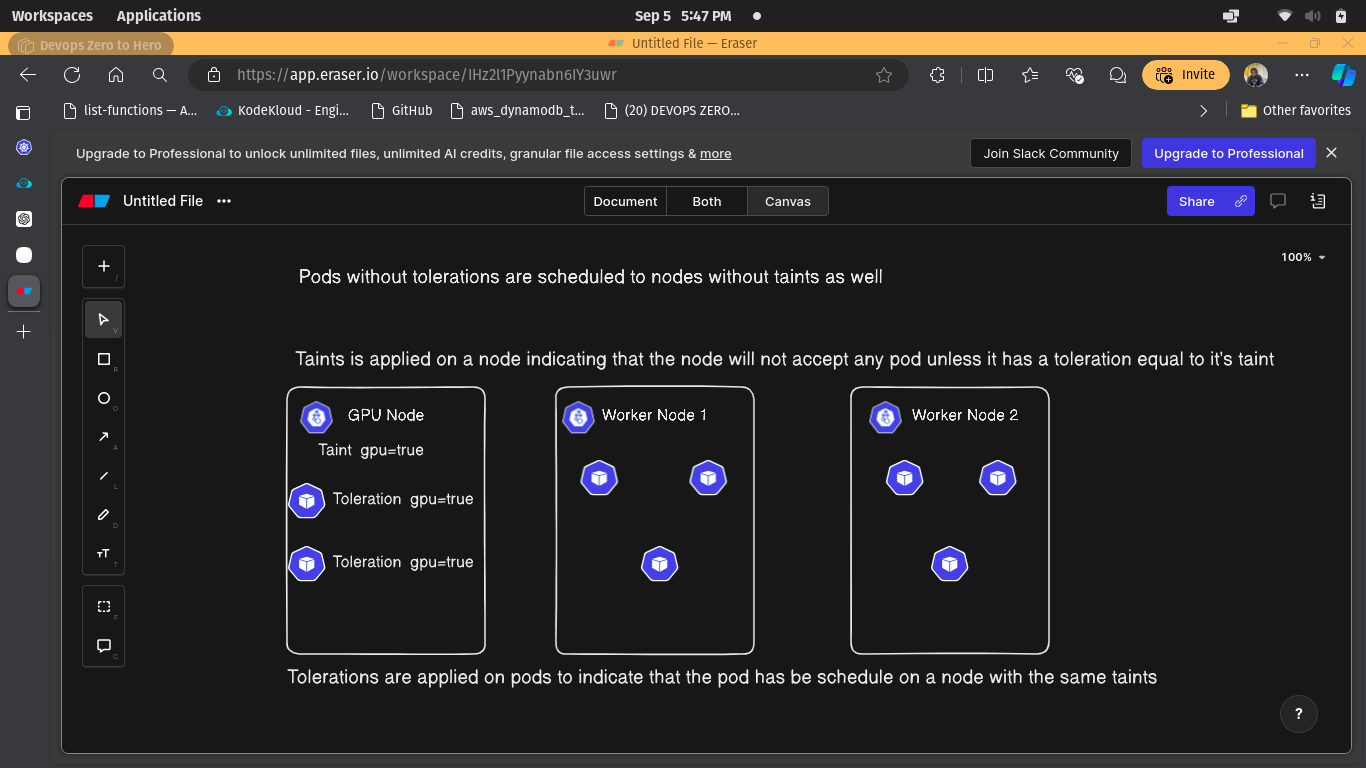 Workspaces Applications Sep 5 5:47 PM
Devops Zero to Hero Untitled File — Eraser
https://app.eraser.io/workspace/IHz2l1Pyynabn6IY3uwr Invite
list-functions — A... KodeKloud - Engi... GitHub aws_dynamodb_t... (20) DEVOPS ZERO... Other favorites
Upgrade to Professional to unlock unlimited files, unlimited AI credits, granular file access settings & more Join Slack Community Upgrade to Professional
Untitled File Document Both Canvas Share
100%
Pods without tolerations are scheduled to nodes without taints as well
Taints is applied on a node indicating that the node will not accept any pod unless it has a toleration equal to it's taint
GPU Node Worker Node 1 Worker Node 2
Taint gpu=true
Toleration gpu=true
Toleration gpu=true
Tolerations are applied on pods to indicate that the pod has be schedule on a node with the same taints
/
V
R
O
A
L
D
T
F
C
?